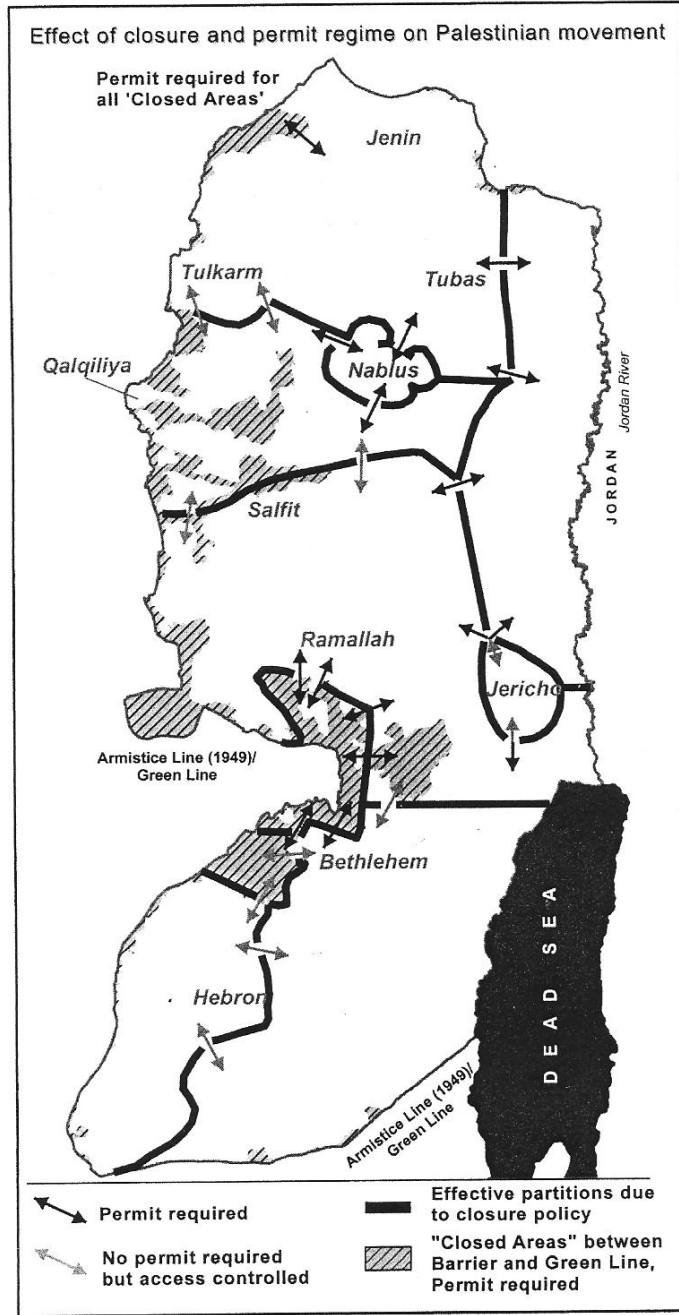 Effect of closure and permit regime on Palestinian movement
Permit required for
all 'Closed Areas'
Jenin
Tulkarm
Tubas
Qalqiliya
Nablus
Jordan River
JORDAN
Salfit
Ramallah
Jericho
Armistice Line (1949)/
Green Line
Bethlehem
DEAD SEA
Hebron
Armistice Line (1949)/
Green Line
Permit required
No permit required
but access controlled
Effective partitions due
to closure policy
"Closed Areas" between
Barrier and Green Line,
Permit required